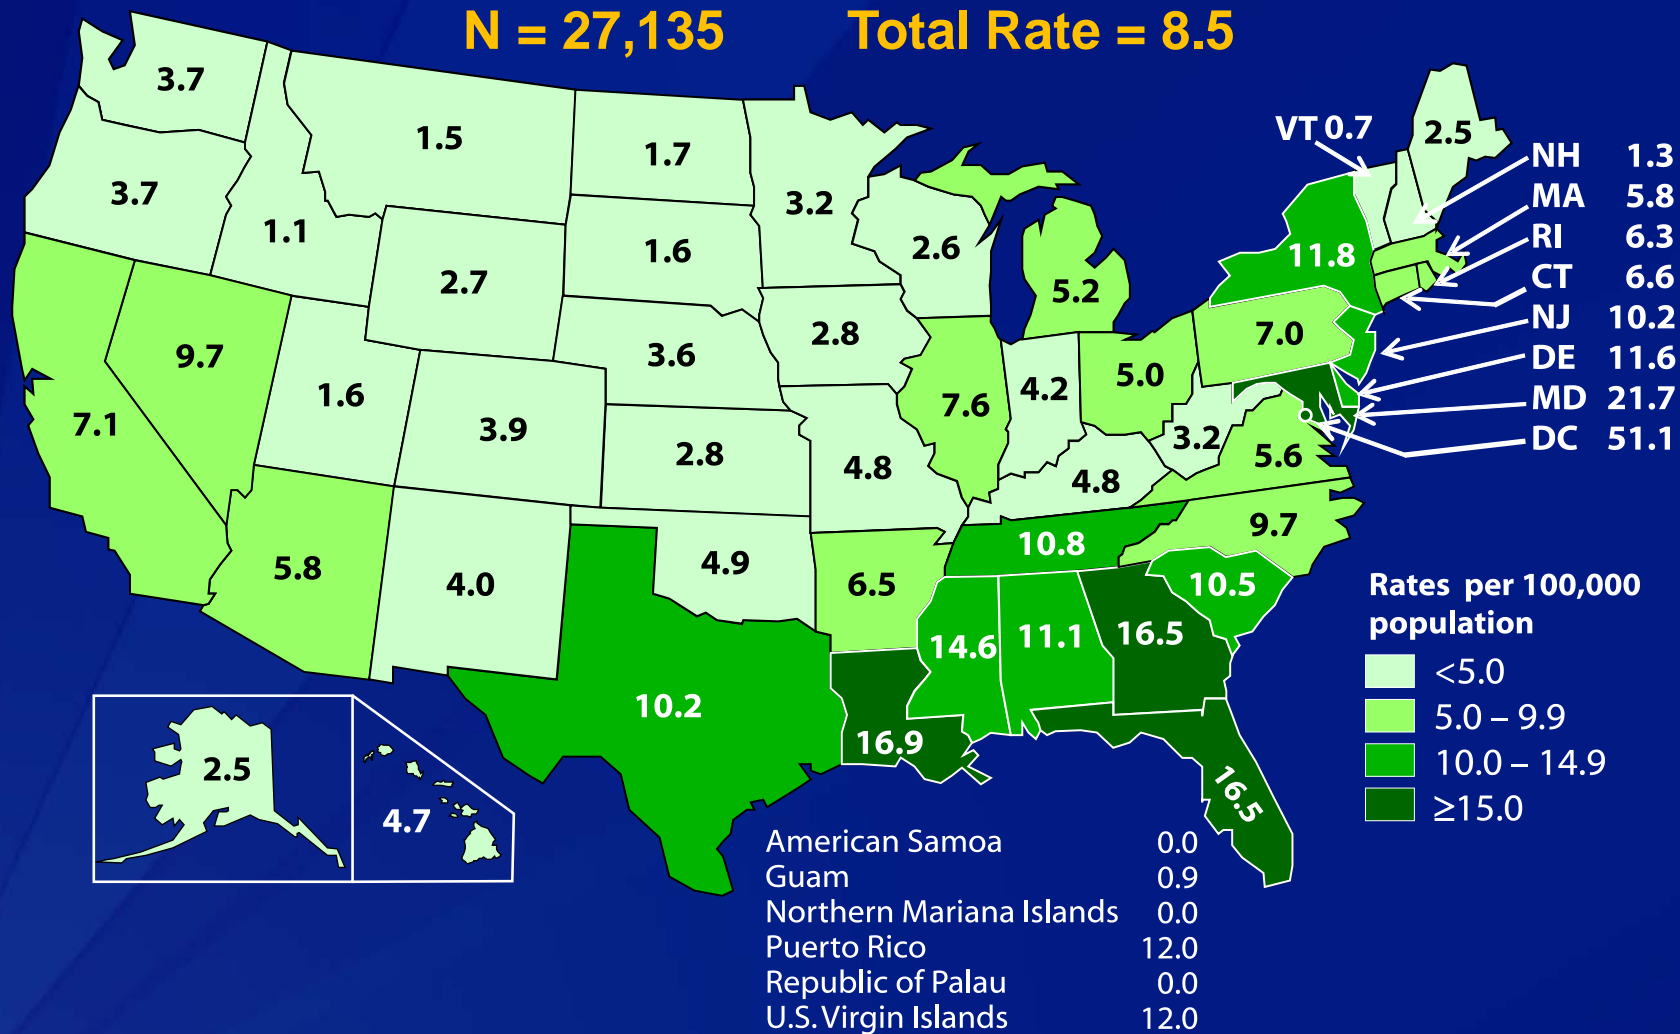 N = 27,135 Total Rate = 8.5
3.7
1.5
1.7
VT 0.7
2.5
NH 1.3
MA 5.8
RI 6.3
CT 6.6
NJ 10.2
DE 11.6
MD 21.7
DC 51.1
3.7
1.1
2.7
1.6
3.2
2.6
5.2
11.8
9.7
7.1
1.6
3.9
3.6
2.8
2.8
4.8
7.6
4.2
5.0
7.0
3.2
5.6
4.8
9.7
5.8
4.0
4.9
6.5
10.8
10.5
10.2
16.9
14.6
11.1
16.5
16.5
2.5
4.7
Rates per 100,000
population
<5.0
5.0 – 9.9
10.0 – 14.9
≥15.0
American Samoa 0.0
Guam 0.9
Northern Mariana Islands 0.0
Puerto Rico 12.0
Republic of Palau 0.0
U.S. Virgin Islands 12.0